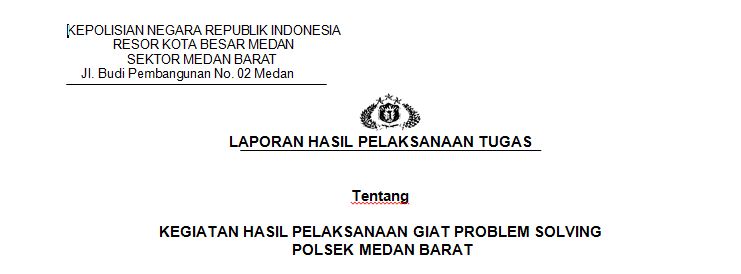 KEPOLISIAN NEGARA REPUBLIK INDONESIA
RESOR KOTA BESAR MEDAN
SEKTOR MEDAN BARAT
Jl. Budi Pembangunan No. 02 Medan
LAPORAN HASIL PELAKSANAAN TUGAS
Tentang
KEGIATAN HASIL PELAKSANAAN GIAT PROBLEM SOLVING
POLSEK MEDAN BARAT